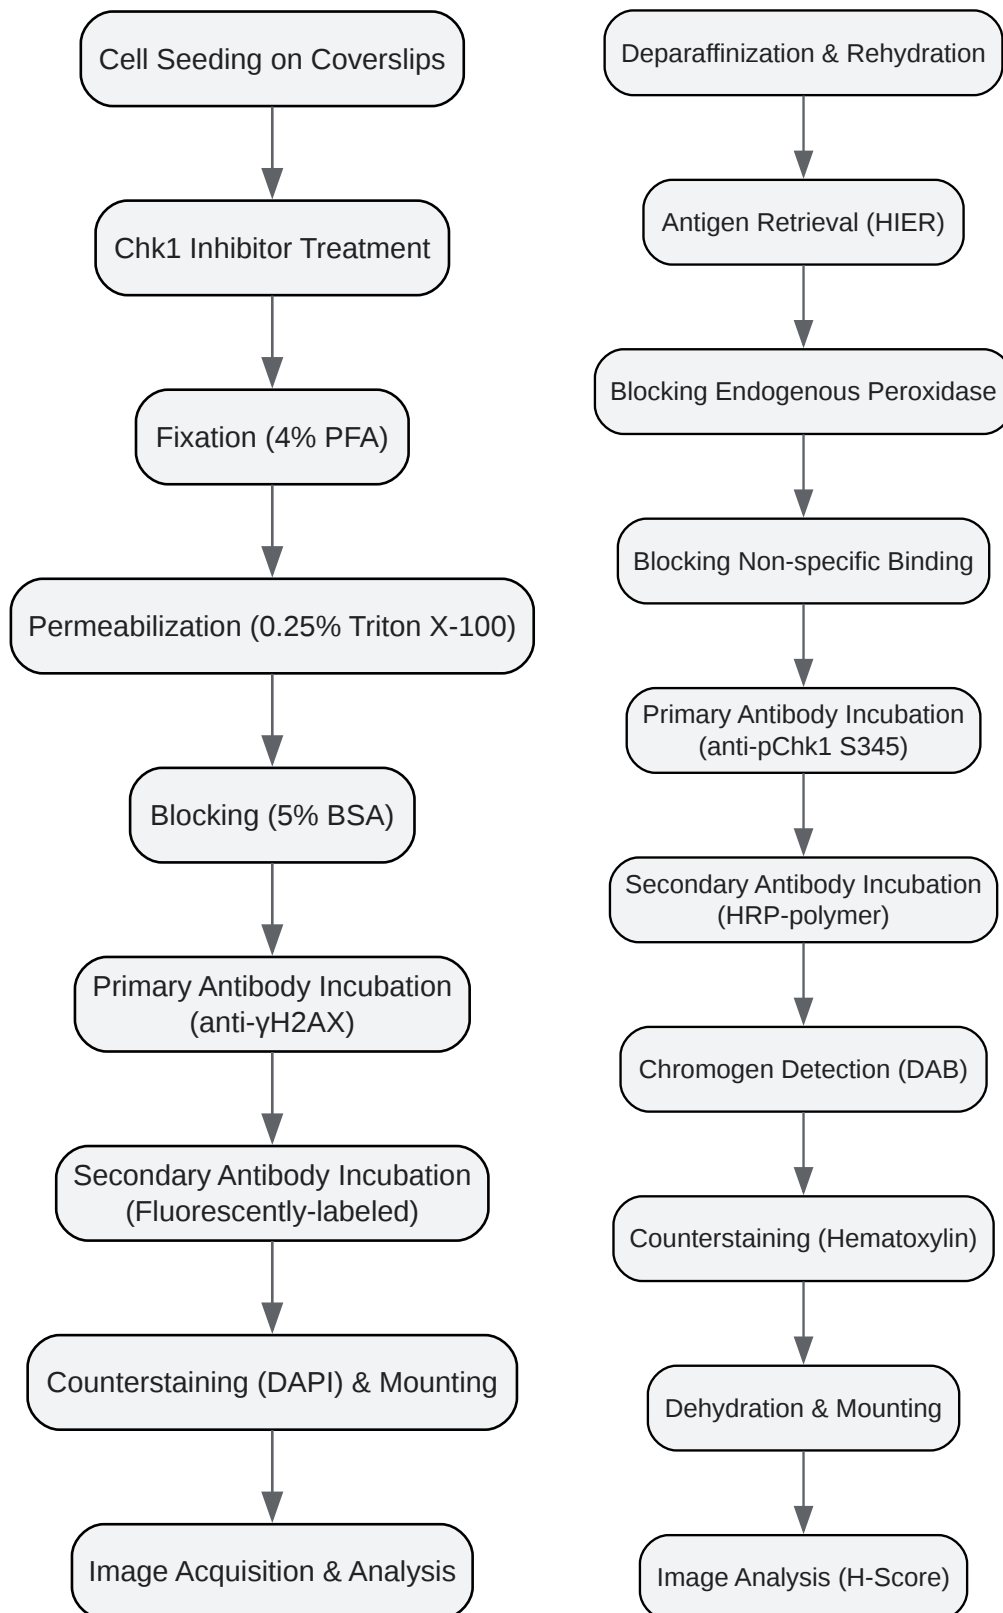 Cell Seeding on Coverslips
Chk1 Inhibitor Treatment
Fixation (4% PFA)
Permeabilization (0.25% Triton X-100)
Blocking (5% BSA)
Primary Antibody Incubation
(anti-γH2AX)
Secondary Antibody Incubation
(Fluorescently-labeled)
Counterstaining (DAPI) & Mounting
Image Acquisition & Analysis
Deparaffinization & Rehydration
Antigen Retrieval (HIER)
Blocking Endogenous Peroxidase
Blocking Non-specific Binding
Primary Antibody Incubation
(anti-pChk1 S345)
Secondary Antibody Incubation
(HRP-polymer)
Chromogen Detection (DAB)
Counterstaining (Hematoxylin)
Dehydration & Mounting
Image Analysis (H-Score)